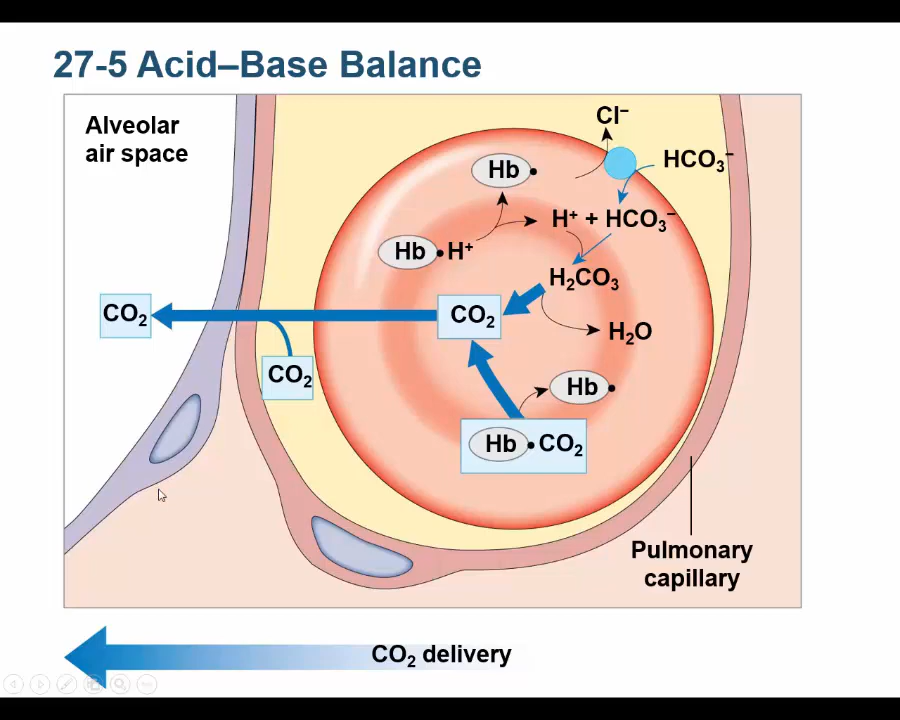 27-5 Acid–Base Balance
Alveolar
air space
Cl⁻
HCO₃⁻
Hb •
H⁺ + HCO₃⁻
Hb • H⁺
H₂CO₃
CO₂
CO₂
H₂O
CO₂
Hb •
Hb • CO₂
Pulmonary
capillary
CO₂ delivery